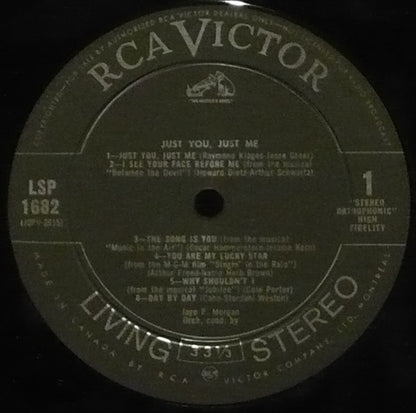 RCA VICTOR
"HIS MASTER'S VOICE"
JUST YOU, JUST ME
1—JUST YOU, JUST ME (Raymond Klages-Jesse Greer)
2—I SEE YOUR FACE BEFORE ME (from the musical
"Between the Devil") (Howard Dietz-Arthur Schwartz)
LSP
1682
1
"STEREO
ORTHOPHONIC"
HIGH
FIDELITY
3—THE SONG IS YOU (from the musical
"Music in the Air") (Oscar Hammerstein-Jerome Kern)
4—YOU ARE MY LUCKY STAR
(from the M-G-M film "Singin' in the Rain")
(Arthur Freed-Nacio Herb Brown)
5—WHY SHOULDN'T I
(from the musical "Jubilee") (Cole Porter)
6—DAY BY DAY (Cahn-Stordahl-Weston)
Jaye P. Morgan
Orch. cond. by
LIVING STEREO
33 1/3
MADE IN CANADA BY RCA VICTOR COMPANY, LTD. MONTREAL